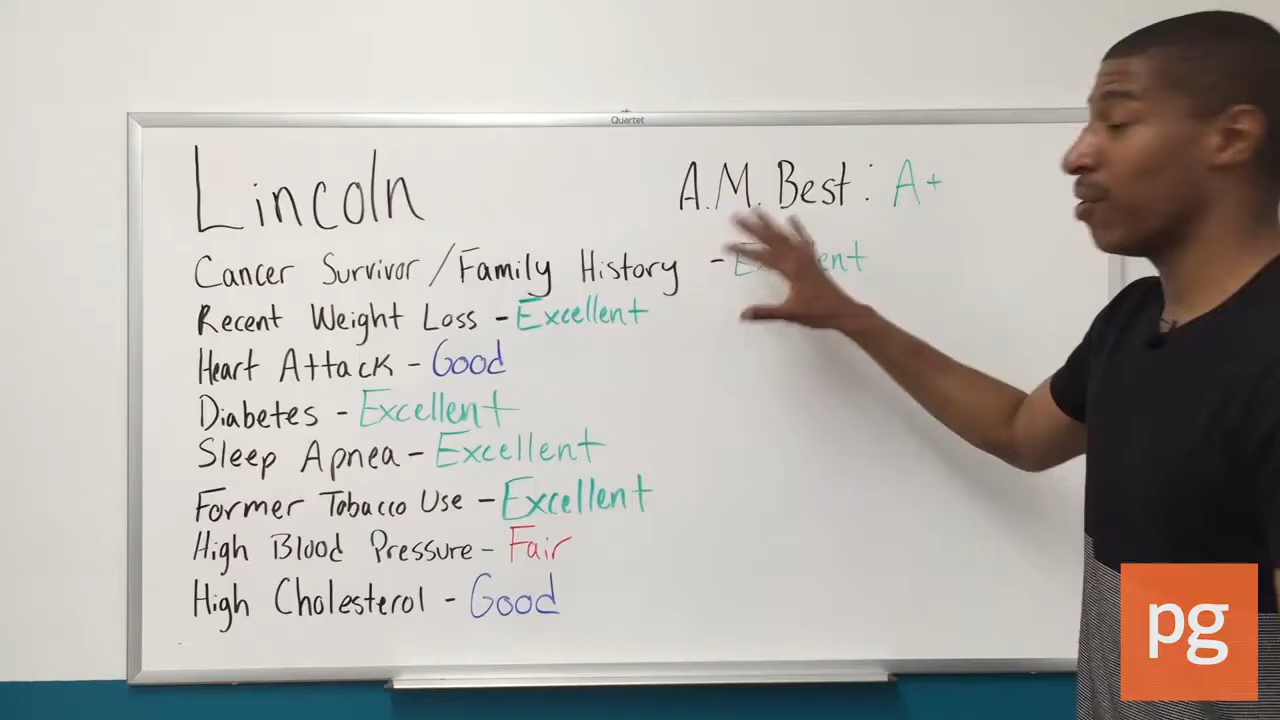 Quartet
Lincoln
A.M. Best: A+
Cancer Survivor/Family History - Excellent
Recent Weight Loss - Excellent
Heart Attack - Good
Diabetes - Excellent
Sleep Apnea - Excellent
Former Tobacco Use - Excellent
High Blood Pressure - Fair
High Cholesterol - Good
pg